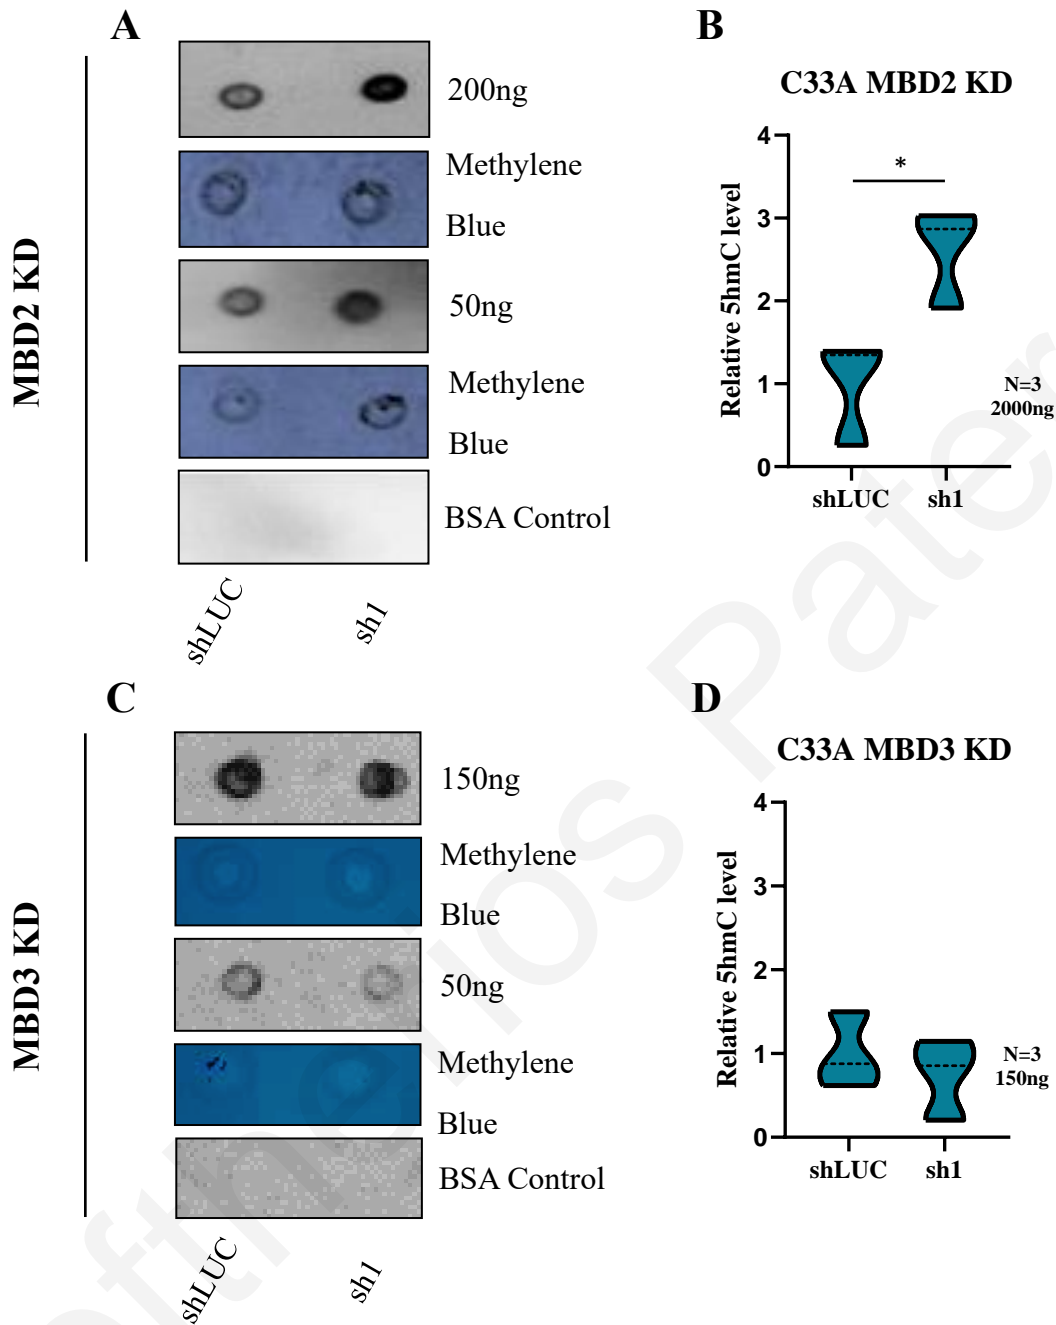 A
MBD2 KD
200ng
Methylene
Blue
50ng
Methylene
Blue
BSA Control
shLUC
sh1
B
C33A MBD2 KD
Relative 5hmC level
4
3
2
1
0
*
shLUC
sh1
N=3
2000ng
C
MBD3 KD
150ng
Methylene
Blue
50ng
Methylene
Blue
BSA Control
shLUC
sh1
D
C33A MBD3 KD
Relative 5hmC level
4
3
2
1
0
shLUC
sh1
N=3
150ng